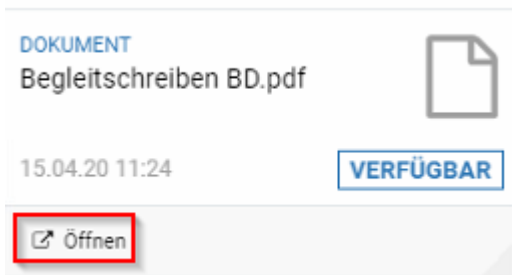 DOKUMENT
Begleitschreiben BD.pdf
15.04.20 11:24
VERFÜGBAR
Öffnen